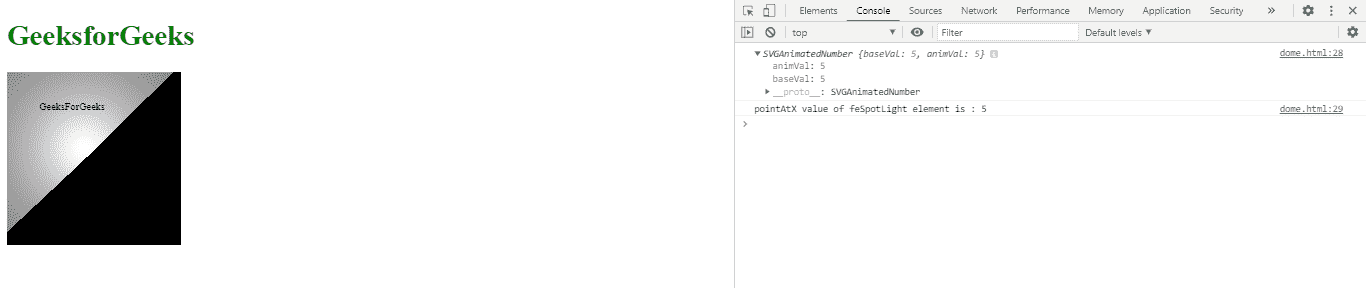 GeeksforGeeks
GeeksForGeeks
Elements Console Sources Network Performance Memory Application Security »
top Filter Default levels
SVGAnimatedNumber {baseVal: 5, animVal: 5} i dome.html:28
animVal: 5
baseVal: 5
__proto__: SVGAnimatedNumber
pointAtX value of feSpotLight element is : 5 dome.html:29